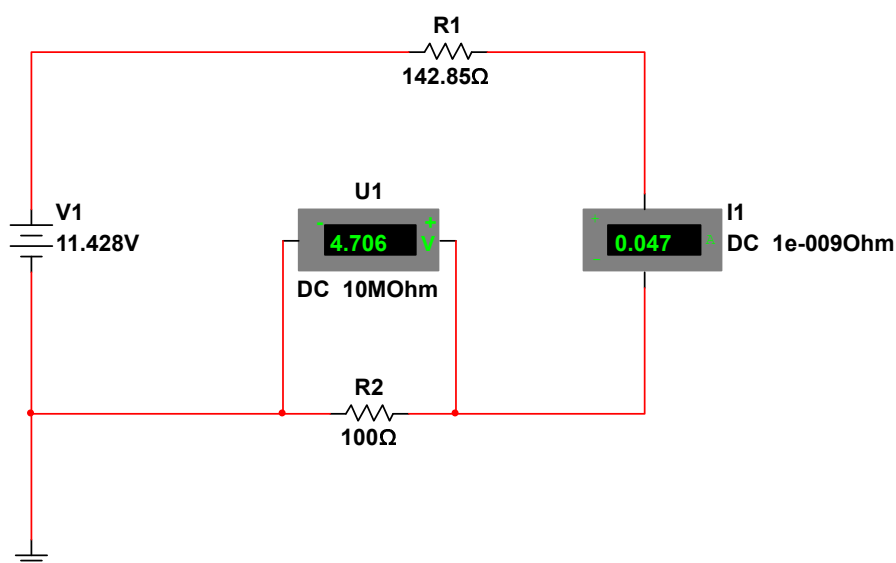 R1
142.85Ω
V1
11.428V
U1
- +
4.706 V
DC 10MOhm
I1
0.047
DC 1e-009Ohm
R2
100Ω